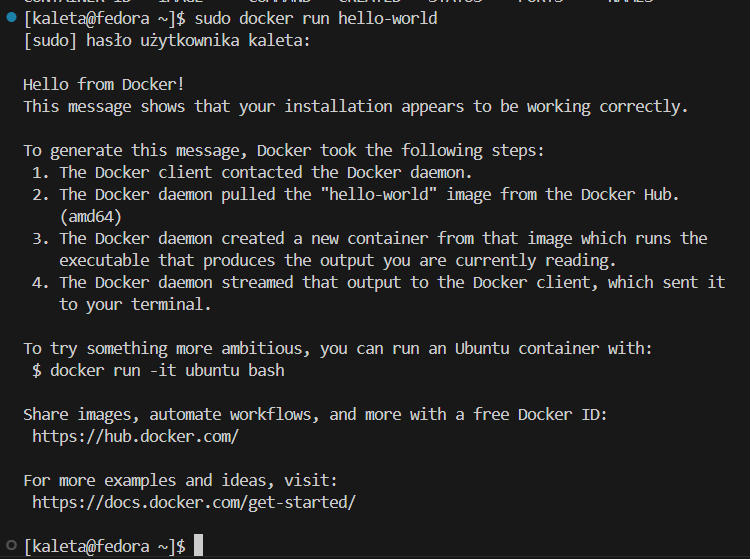 CONTAINER ID   IMAGE     COMMAND   CREATED   STATUS    PORTS     NAMES
[kaleta@fedora ~]$ sudo docker run hello-world
[sudo] hasło użytkownika kaleta:
Hello from Docker!
This message shows that your installation appears to be working correctly.
To generate this message, Docker took the following steps:
1. The Docker client contacted the Docker daemon.
2. The Docker daemon pulled the "hello-world" image from the Docker Hub.
(amd64)
3. The Docker daemon created a new container from that image which runs the
executable that produces the output you are currently reading.
4. The Docker daemon streamed that output to the Docker client, which sent it
to your terminal.
To try something more ambitious, you can run an Ubuntu container with:
$ docker run -it ubuntu bash
Share images, automate workflows, and more with a free Docker ID:
https://hub.docker.com/
For more examples and ideas, visit:
https://docs.docker.com/get-started/
[kaleta@fedora ~]$